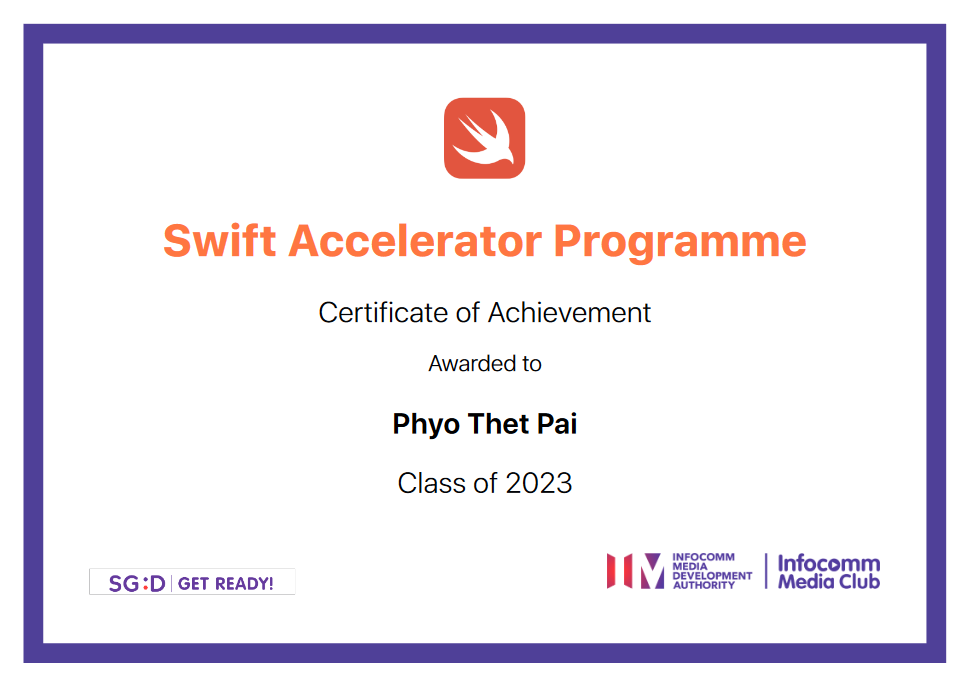 Swift Accelerator Programme
Certificate of Achievement
Awarded to
Phyo Thet Pai
Class of 2023
SG:D | GET READY!
INFOCOMM
MEDIA
DEVELOPMENT
AUTHORITY
Infocomm
Media Club